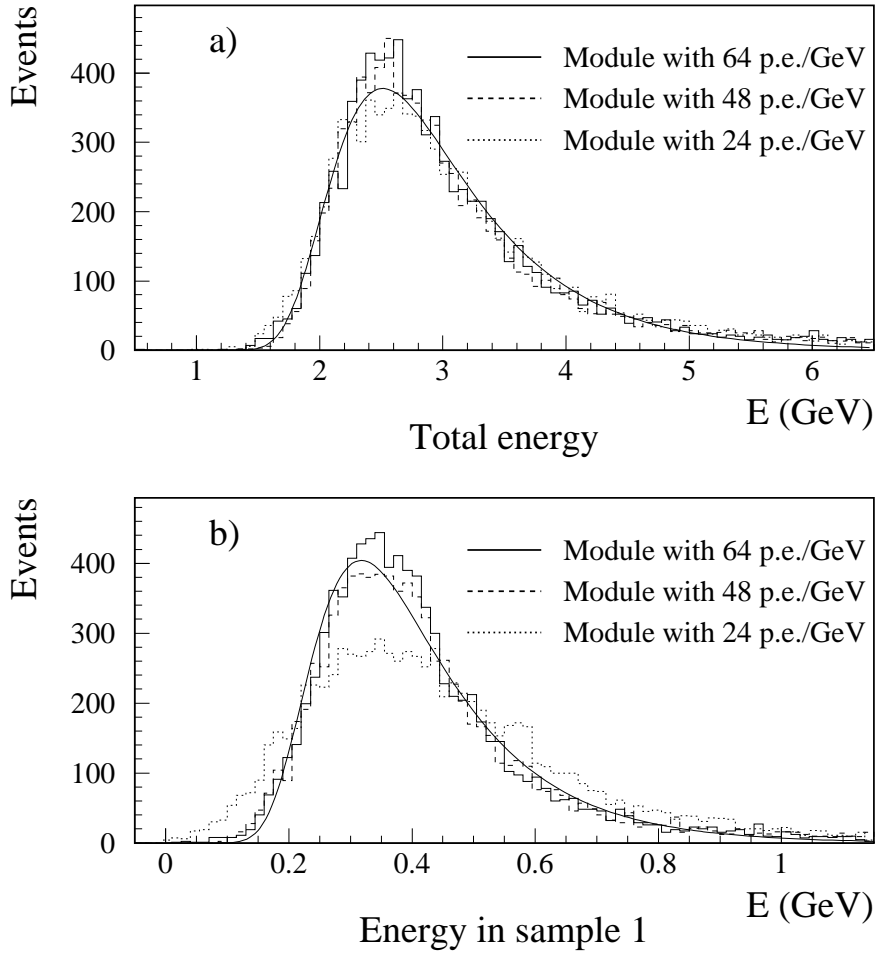 a)
Events
400
300
200
100
0
Module with 64 p.e./GeV
Module with 48 p.e./GeV
Module with 24 p.e./GeV
1 2 3 4 5 6
E (GeV)
Total energy
b)
Events
400
300
200
100
0
Module with 64 p.e./GeV
Module with 48 p.e./GeV
Module with 24 p.e./GeV
0 0.2 0.4 0.6 0.8 1
E (GeV)
Energy in sample 1